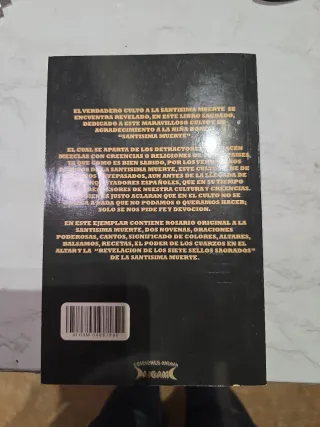 EL VERDADERO CULTO A LA SANTISIMA MUERTE SE
ENCUENTRA REVELADO, EN ESTE LIBRO SAGRADO,
DEDICADO A ESTE MARAVILLOSO CULTO
AGRADECIMIENTO A LA NIÑA
"SANTISIMA MUERTE"
EL CUAL SE APARTA DE LOS DETRACTORES
MEZCLAS CON CREENCIAS O RELIGIONES DE
COMO ES BIEN SABIDO, POR LOS
LA SANTISIMA MUERTE, ESTE
ANTEPASADOS, AUN ANTES DE LA LLEGADA DE
CONQUISTADORES ESPAÑOLES, QUE EN SU TIEMPO
DE NUESTRA CULTURA Y CREENCIAS.
JUSTO ACLARAR QUE EN EL CULTO NO SE
A NADA QUE NO PODAMOS O QUERAMOS HACER;
SOLO SE NOS PIDE FE Y DEVOCION.
EN ESTE EJEMPLAR CONTIENE ROSARIO ORIGINAL A LA
SANTISIMA MUERTE, DOS NOVENAS, ORACIONES
PODEROSAS, CANTOS, SIGNIFICADO DE COLORES, ALTARES,
BALSAMOS, RECETAS, EL PODER DE LOS CUARZOS EN EL
ALTAR Y LA "REVELACION DE LOS SIETE SELLOS SAGRADOS"
DE LA SANTISIMA MUERTE.